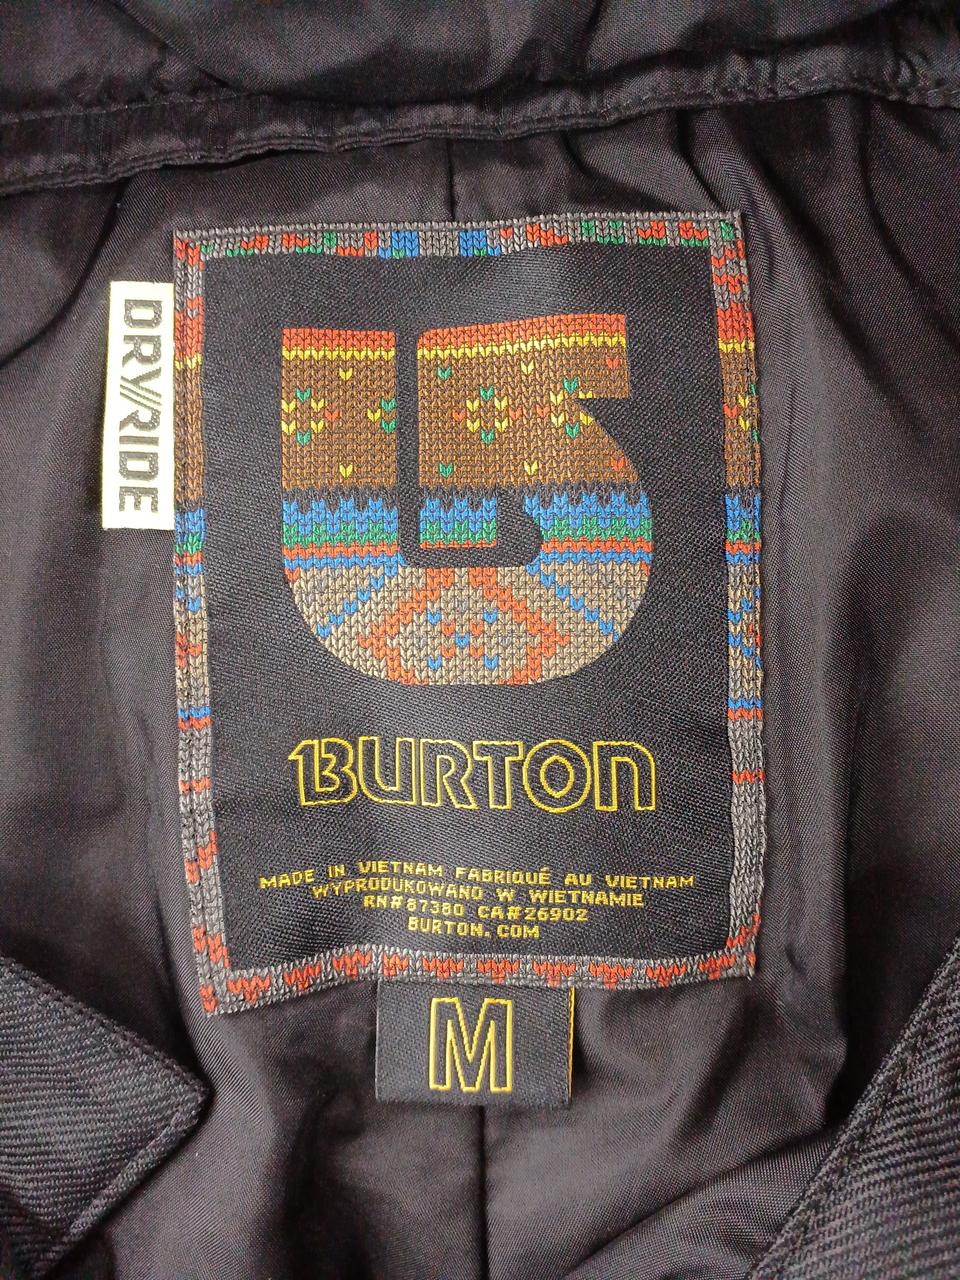 DRY//RIDE
BURTON
MADE IN VIETNAM FABRIQUÉ AU VIETNAM
WYPRODUKOWANO W WIETNAMIE
RN#87380 CA#26902
BURTON.COM
M